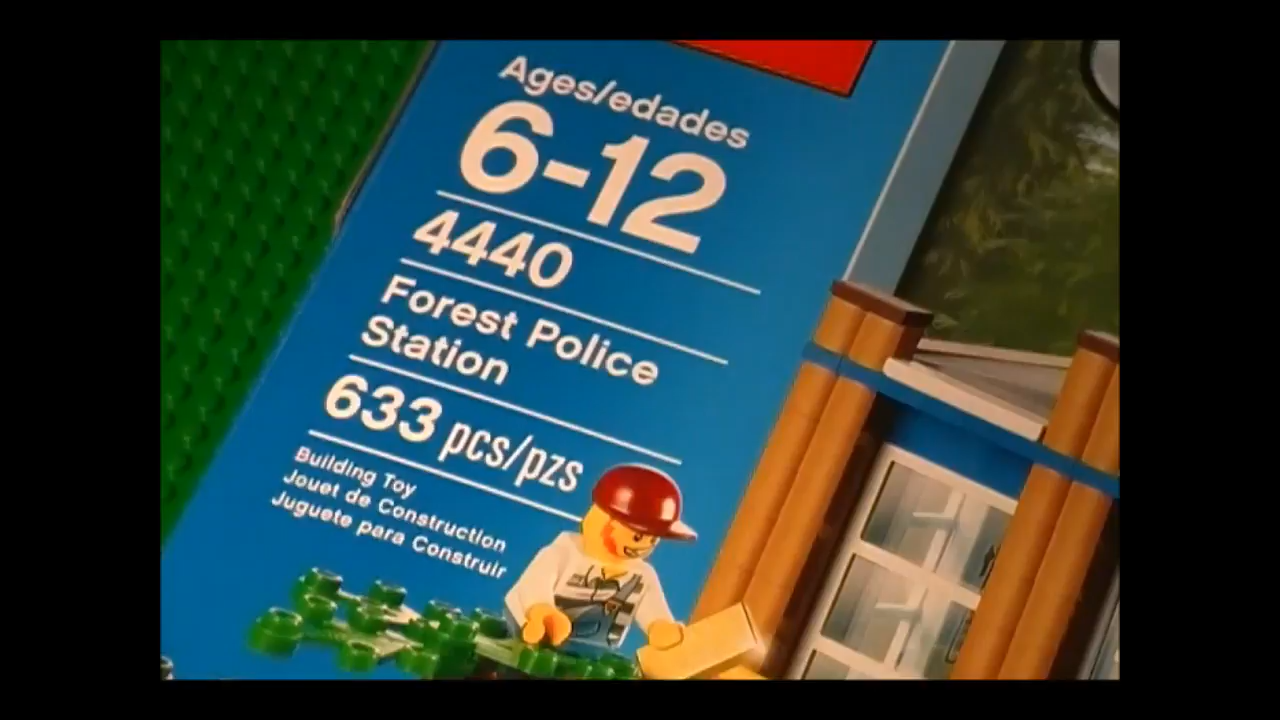 Ages/edades
6-12
4440
Forest Police
Station
633 pcs/pzs
Building Toy
Jouet de Construction
Juguete para Construir